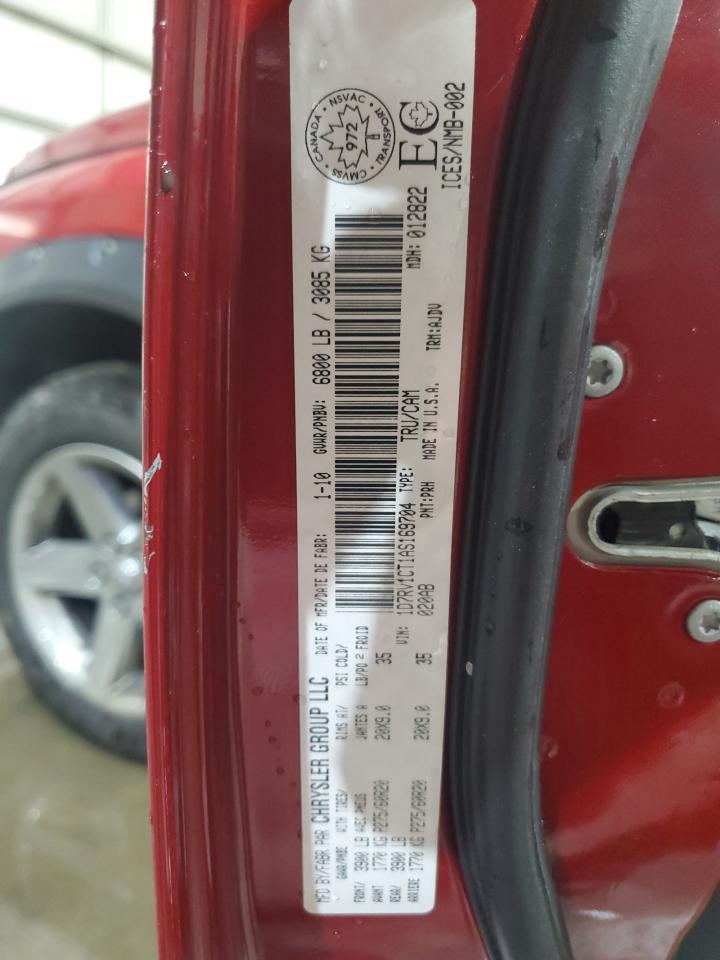 MFD BY/FABR PAR CHRYSLER GROUP LLC DATE OF MFR/DATE DE FABR: 1-10 GVWR/PNBV: 6800 LB / 3085 KG
GAWR/PNBE WITH TIRES/ RIMS AT/ PSI COLD/
FRONT/ 3900 LB AVEC PNEUS JANTES A LB/PO 2 FROID
AVANT 1770 KG P275/60R20 20X9.0 35
REAR/ 3900 LB VIN: 1D7RV1CT1AS169704 TYPE: TRU/CAM MDH: 012822
ARRIERE 1770 KG P275/60R20 20X9.0 35 020AB PNT:PRH MADE IN U.S.A. TRM:AJDV
CANADA • NSVAC • TRANSPORT • CMVSS
972
EC
ICES/NMB-002